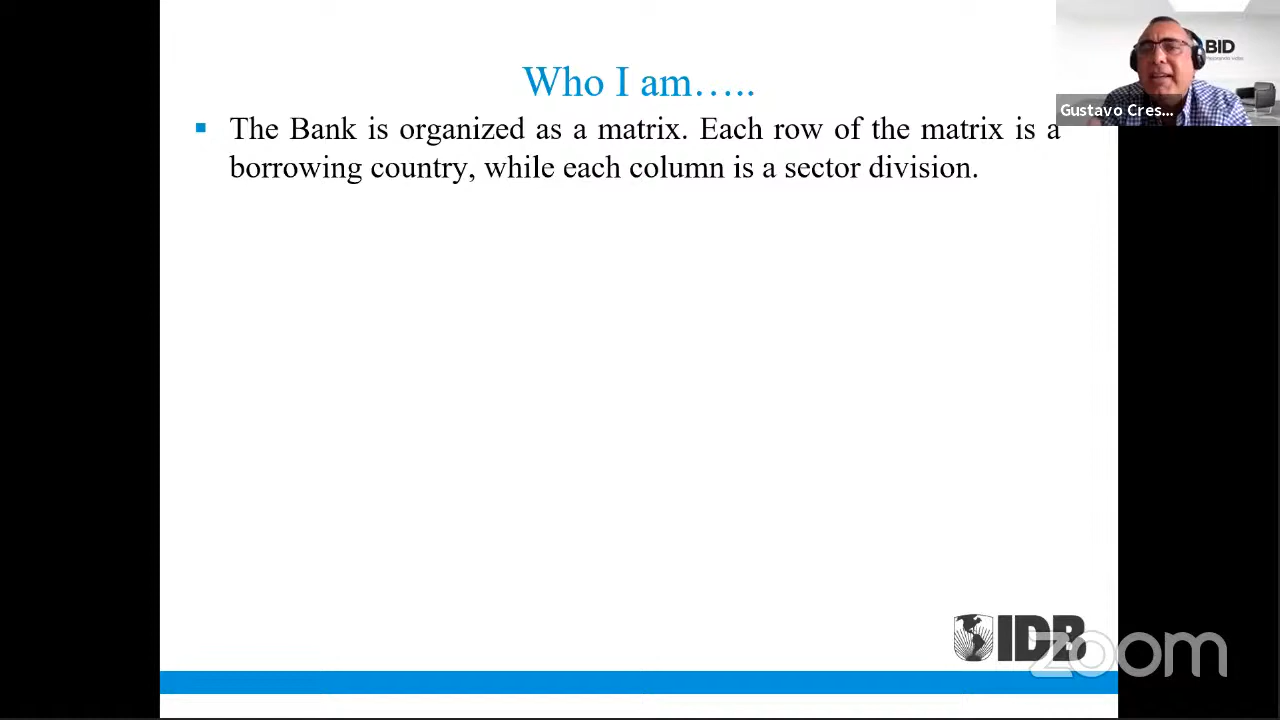 Who I am…..
▪ The Bank is organized as a matrix. Each row of the matrix is a
borrowing country, while each column is a sector division.
BID
Gustavo Cres...
IDB
zoom